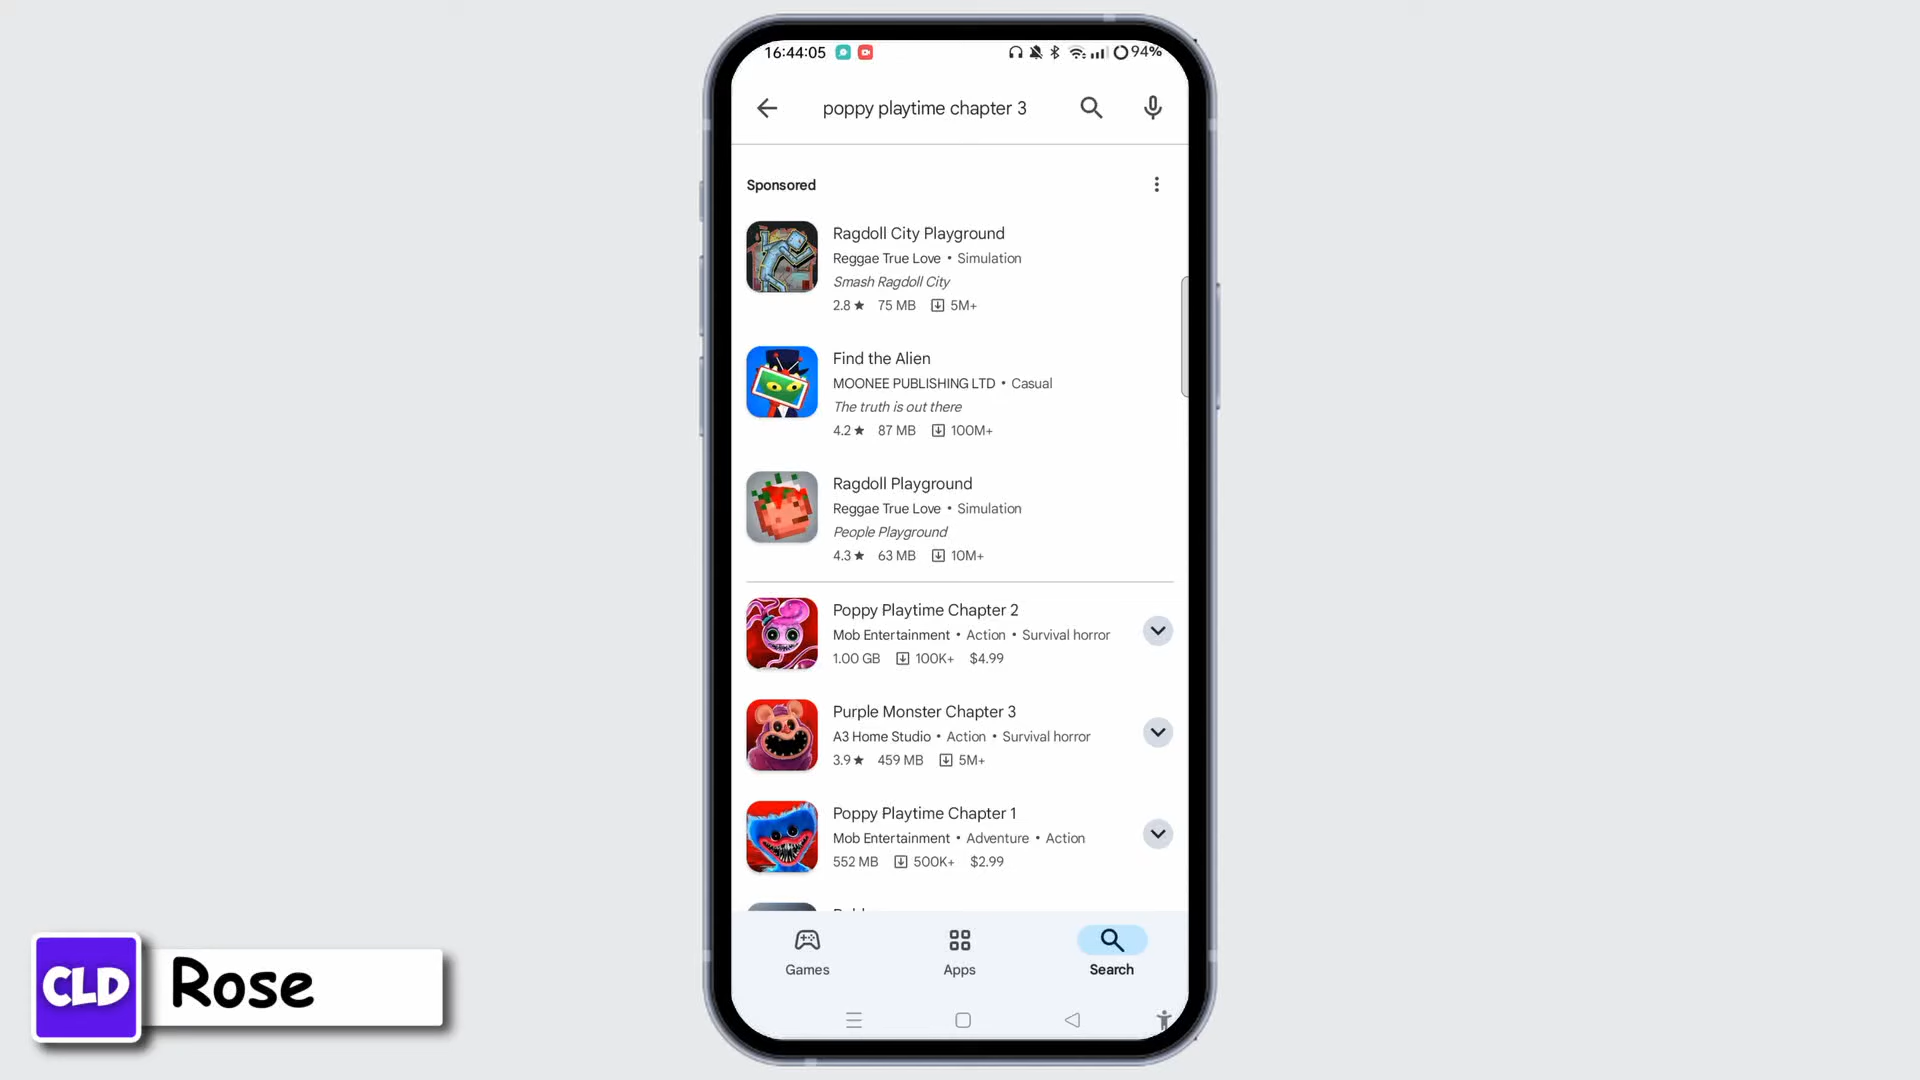 16:44:05
94%
poppy playtime chapter 3
Sponsored
Ragdoll City Playground
Reggae True Love • Simulation
Smash Ragdoll City
2.8 ★ 75 MB 5M+
Find the Alien
MOONEE PUBLISHING LTD • Casual
The truth is out there
4.2 ★ 87 MB 100M+
Ragdoll Playground
Reggae True Love • Simulation
People Playground
4.3 ★ 63 MB 10M+
Poppy Playtime Chapter 2
Mob Entertainment • Action • Survival horror
1.00 GB 100K+ $4.99
Purple Monster Chapter 3
A3 Home Studio • Action • Survival horror
3.9 ★ 459 MB 5M+
Poppy Playtime Chapter 1
Mob Entertainment • Adventure • Action
552 MB 500K+ $2.99
Games
Apps
Search
CLD
Rose